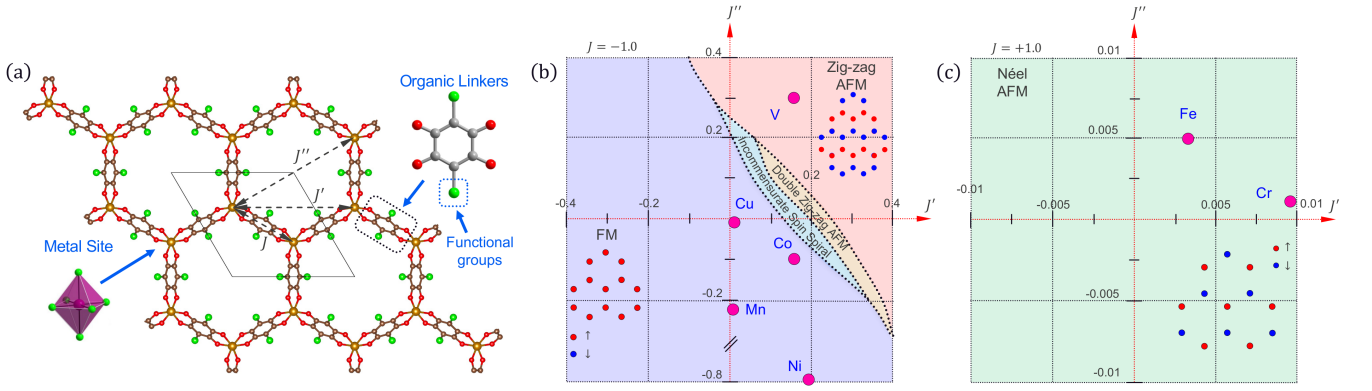 (a)
Organic Linkers
J''
J'
J
Metal Site
Functional
groups
(b)
J = −1.0
J''
0.4
Zig-zag
AFM
V
0.2
0.2
Incommensurate Spin Spiral
Double Zig-zag AFM
-0.4
-0.2
Cu
0.4
J'
FM
Co
-0.2
Mn
↑
↓
Ni
-0.8
(c)
J = +1.0
J''
0.01
Néel
AFM
Fe
0.005
-0.01
-0.005
Cr
0.005
0.01
J'
↑
↓
-0.005
-0.01